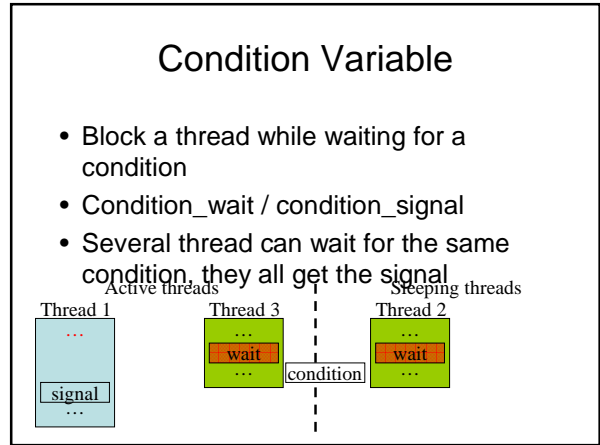 Condition Variable
• Block a thread while waiting for a
condition
• Condition_wait / condition_signal
• Several thread can wait for the same
condition, they all get the signal
Active threads
Sleeping threads
Thread 1
Thread 3
Thread 2
…
…
…
wait
wait
…
condition
…
signal
…